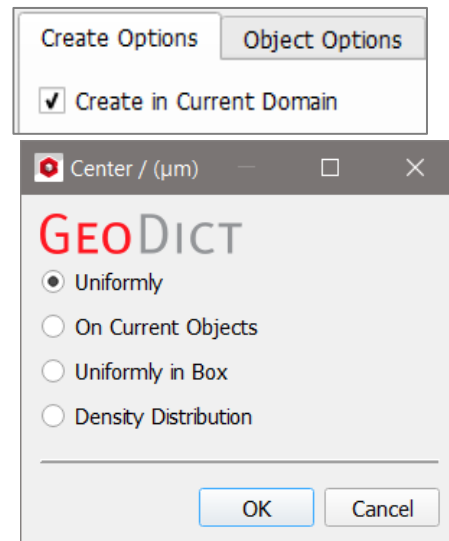 Create Options Object Options
Create in Current Domain
Center / (µm)
GEODICT
Uniformly
On Current Objects
Uniformly in Box
Density Distribution
OK Cancel